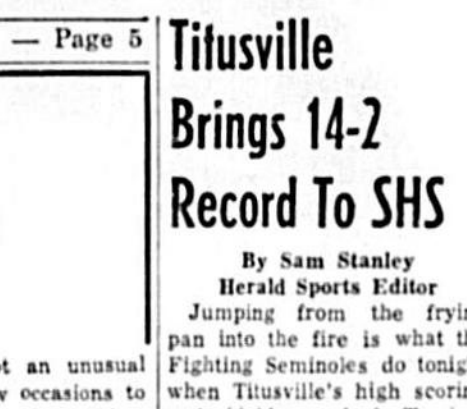 — Page 5
Titusville
Brings 14-2
Record To SHS
By Sam Stanley
Herald Sports Editor
Jumping from the
pan into the fire is what
Fighting Seminoles do
when Titusville's high
an unusual
occasions to